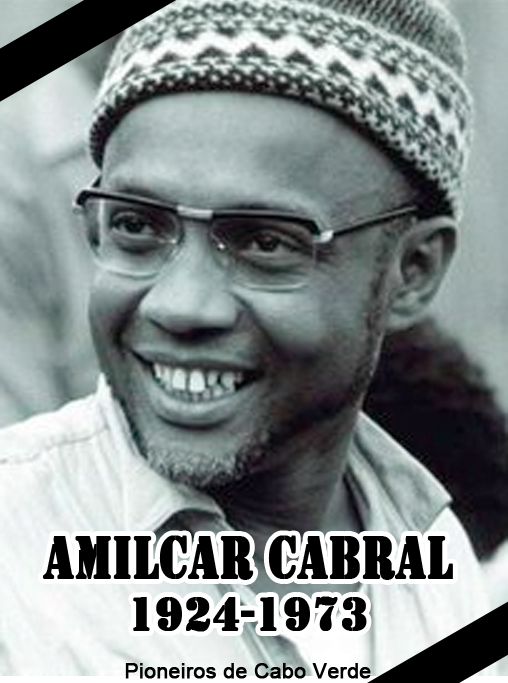 AMILCAR CABRAL
1924-1973
Pioneiros de Cabo Verde